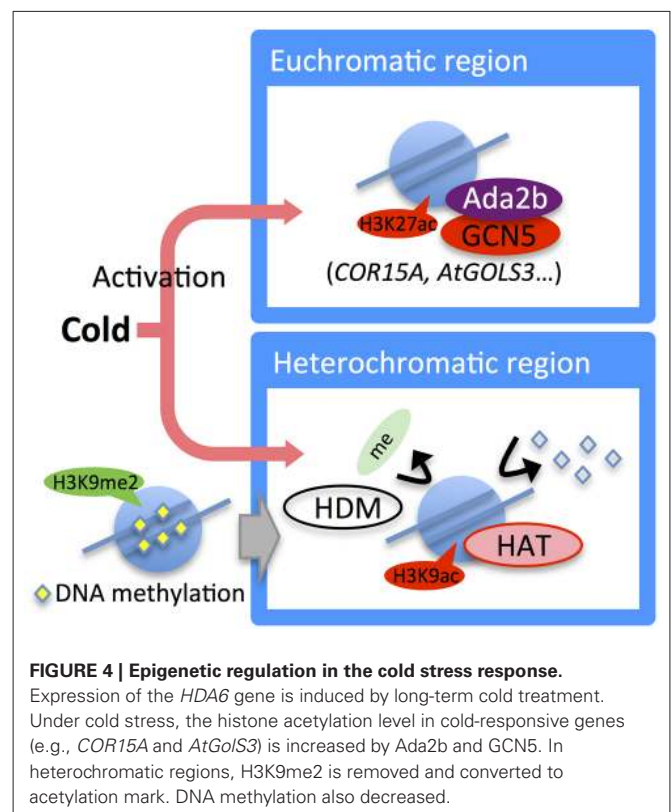 Euchromatic region
Ada2b
H3K27ac
GCN5
(COR15A, AtGOLS3...)
Activation
Cold
Heterochromatic region
me
H3K9me2
HDM
HAT
H3K9ac
DNA methylation
FIGURE 4 | Epigenetic regulation in the cold stress response.
Expression of the HDA6 gene is induced by long-term cold treatment.
Under cold stress, the histone acetylation level in cold-responsive genes
(e.g., COR15A and AtGolS3) is increased by Ada2b and GCN5. In
heterochromatic regions, H3K9me2 is removed and converted to
acetylation mark. DNA methylation also decreased.